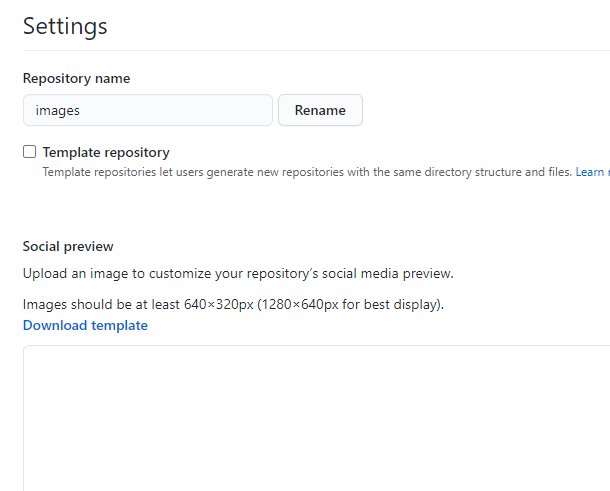 Settings
Repository name
images
Rename
Template repository
Template repositories let users generate new repositories with the same directory structure and files. Learn
Social preview
Upload an image to customize your repository's social media preview.
Images should be at least 640×320px (1280×640px for best display).
Download template